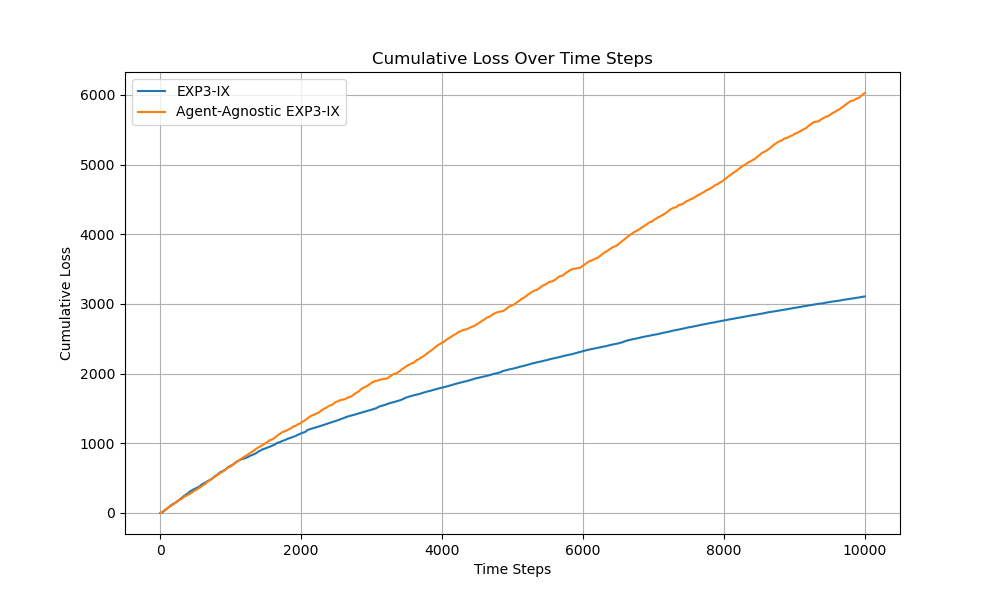 Cumulative Loss Over Time Steps
EXP3-IX
Agent-Agnostic EXP3-IX
6000
5000
4000
3000
2000
1000
0
Cumulative Loss
0 2000 4000 6000 8000 10000
Time Steps